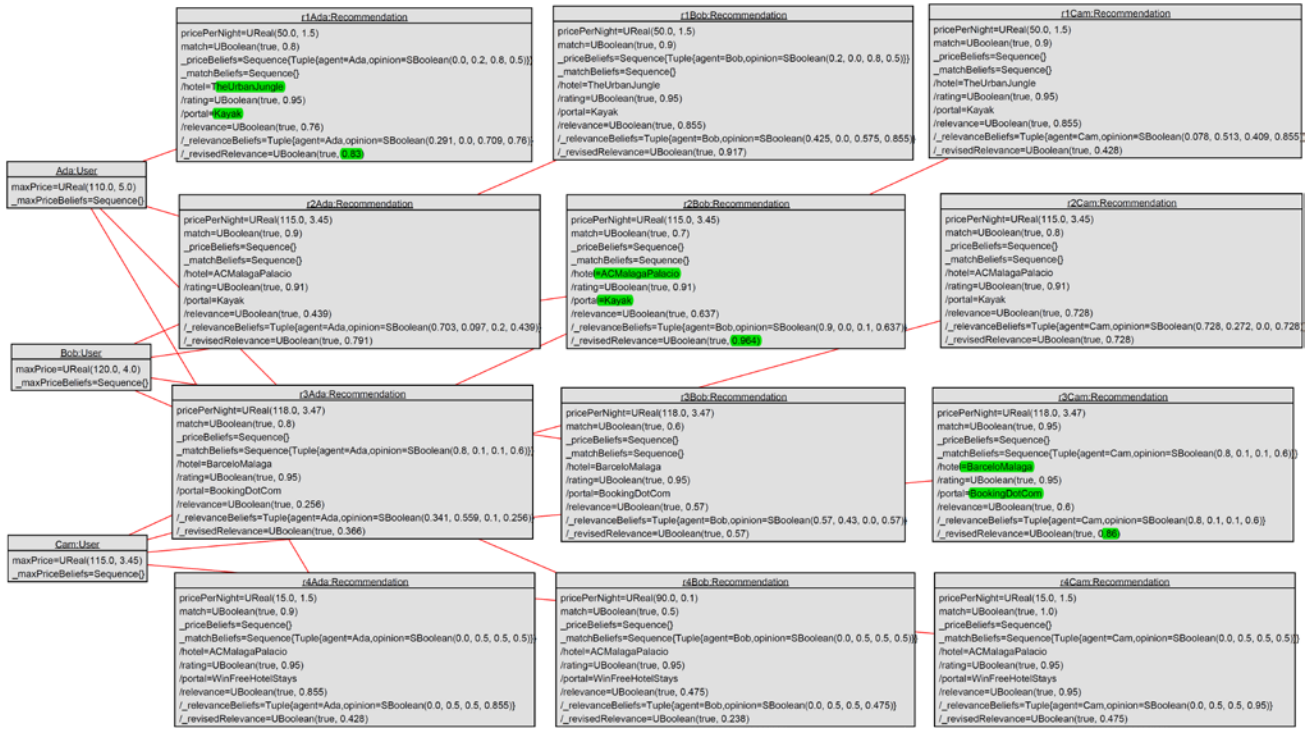 r1Ada:Recommendation
pricePerNight=UReal(50.0, 1.5)
match=UBoolean(true, 0.8)
_priceBeliefs=Sequence{Tuple{agent=Ada,opinion=SBoolean(0.0, 0.2, 0.8, 0.5)}}
_matchBeliefs=Sequence{}
/hotel=TheUrbanJungle
/rating=UBoolean(true, 0.95)
/portal=Kayak
/relevance=UBoolean(true, 0.76)
/_relevanceBeliefs=Tuple{agent=Ada,opinion=SBoolean(0.291, 0.0, 0.709, 0.76)}
/_revisedRelevance=UBoolean(true, 0.83)
r1Bob:Recommendation
pricePerNight=UReal(50.0, 1.5)
match=UBoolean(true, 0.9)
_priceBeliefs=Sequence{Tuple{agent=Bob,opinion=SBoolean(0.2, 0.0, 0.8, 0.5)}}
_matchBeliefs=Sequence{}
/hotel=TheUrbanJungle
/rating=UBoolean(true, 0.95)
/portal=Kayak
/relevance=UBoolean(true, 0.855)
/_relevanceBeliefs=Tuple{agent=Bob,opinion=SBoolean(0.425, 0.0, 0.575, 0.855)}
/_revisedRelevance=UBoolean(true, 0.917)
r1Cam:Recommendation
pricePerNight=UReal(50.0, 1.5)
match=UBoolean(true, 0.9)
_priceBeliefs=Sequence{}
_matchBeliefs=Sequence{}
/hotel=TheUrbanJungle
/rating=UBoolean(true, 0.95)
/portal=Kayak
/relevance=UBoolean(true, 0.855)
/_relevanceBeliefs=Tuple{agent=Cam,opinion=SBoolean(0.078, 0.513, 0.409, 0.855)}
/_revisedRelevance=UBoolean(true, 0.428)
Ada:User
maxPrice=UReal(110.0, 5.0)
_maxPriceBeliefs=Sequence{}
r2Ada:Recommendation
pricePerNight=UReal(115.0, 3.45)
match=UBoolean(true, 0.9)
_priceBeliefs=Sequence{}
_matchBeliefs=Sequence{}
/hotel=ACMalagaPalacio
/rating=UBoolean(true, 0.91)
/portal=Kayak
/relevance=UBoolean(true, 0.439)
/_relevanceBeliefs=Tuple{agent=Ada,opinion=SBoolean(0.703, 0.097, 0.2, 0.439)}
/_revisedRelevance=UBoolean(true, 0.791)
r2Bob:Recommendation
pricePerNight=UReal(115.0, 3.45)
match=UBoolean(true, 0.7)
_priceBeliefs=Sequence{}
_matchBeliefs=Sequence{}
/hotel=ACMalagaPalacio
/rating=UBoolean(true, 0.91)
/portal=Kayak
/relevance=UBoolean(true, 0.637)
/_relevanceBeliefs=Tuple{agent=Bob,opinion=SBoolean(0.9, 0.0, 0.1, 0.637)}
/_revisedRelevance=UBoolean(true, 0.964)
r2Cam:Recommendation
pricePerNight=UReal(115.0, 3.45)
match=UBoolean(true, 0.8)
_priceBeliefs=Sequence{}
_matchBeliefs=Sequence{}
/hotel=ACMalagaPalacio
/rating=UBoolean(true, 0.91)
/portal=Kayak
/relevance=UBoolean(true, 0.728)
/_relevanceBeliefs=Tuple{agent=Cam,opinion=SBoolean(0.728, 0.272, 0.0, 0.728)}
/_revisedRelevance=UBoolean(true, 0.728)
Bob:User
maxPrice=UReal(120.0, 4.0)
_maxPriceBeliefs=Sequence{}
r3Ada:Recommendation
pricePerNight=UReal(118.0, 3.47)
match=UBoolean(true, 0.8)
_priceBeliefs=Sequence{}
_matchBeliefs=Sequence{Tuple{agent=Ada,opinion=SBoolean(0.8, 0.1, 0.1, 0.6)}}
/hotel=BarceloMalaga
/rating=UBoolean(true, 0.95)
/portal=BookingDotCom
/relevance=UBoolean(true, 0.256)
/_relevanceBeliefs=Tuple{agent=Ada,opinion=SBoolean(0.341, 0.559, 0.1, 0.256)}
/_revisedRelevance=UBoolean(true, 0.366)
r3Bob:Recommendation
pricePerNight=UReal(118.0, 3.47)
match=UBoolean(true, 0.6)
_priceBeliefs=Sequence{}
_matchBeliefs=Sequence{}
/hotel=BarceloMalaga
/rating=UBoolean(true, 0.95)
/portal=BookingDotCom
/relevance=UBoolean(true, 0.57)
/_relevanceBeliefs=Tuple{agent=Bob,opinion=SBoolean(0.57, 0.43, 0.0, 0.57)}
/_revisedRelevance=UBoolean(true, 0.57)
r3Cam:Recommendation
pricePerNight=UReal(118.0, 3.47)
match=UBoolean(true, 0.95)
_priceBeliefs=Sequence{}
_matchBeliefs=Sequence{Tuple{agent=Cam,opinion=SBoolean(0.8, 0.1, 0.1, 0.6)}}
/hotel=BarceloMalaga
/rating=UBoolean(true, 0.95)
/portal=BookingDotCom
/relevance=UBoolean(true, 0.6)
/_relevanceBeliefs=Tuple{agent=Cam,opinion=SBoolean(0.8, 0.1, 0.1, 0.6)}
/_revisedRelevance=UBoolean(true, 0.86)
Cam:User
maxPrice=UReal(115.0, 3.45)
_maxPriceBeliefs=Sequence{}
r4Ada:Recommendation
pricePerNight=UReal(15.0, 1.5)
match=UBoolean(true, 0.9)
_priceBeliefs=Sequence{}
_matchBeliefs=Sequence{Tuple{agent=Ada,opinion=SBoolean(0.0, 0.5, 0.5, 0.5)}}
/hotel=ACMalagaPalacio
/rating=UBoolean(true, 0.95)
/portal=WinFreeHotelStays
/relevance=UBoolean(true, 0.855)
/_relevanceBeliefs=Tuple{agent=Ada,opinion=SBoolean(0.0, 0.5, 0.5, 0.855)}
/_revisedRelevance=UBoolean(true, 0.428)
r4Bob:Recommendation
pricePerNight=UReal(90.0, 0.1)
match=UBoolean(true, 0.5)
_priceBeliefs=Sequence{}
_matchBeliefs=Sequence{Tuple{agent=Bob,opinion=SBoolean(0.0, 0.5, 0.5, 0.5)}}
/hotel=ACMalagaPalacio
/rating=UBoolean(true, 0.95)
/portal=WinFreeHotelStays
/relevance=UBoolean(true, 0.475)
/_relevanceBeliefs=Tuple{agent=Bob,opinion=SBoolean(0.0, 0.5, 0.5, 0.475)}
/_revisedRelevance=UBoolean(true, 0.238)
r4Cam:Recommendation
pricePerNight=UReal(15.0, 1.5)
match=UBoolean(true, 1.0)
_priceBeliefs=Sequence{}
_matchBeliefs=Sequence{Tuple{agent=Cam,opinion=SBoolean(0.0, 0.5, 0.5, 0.5)}}
/hotel=ACMalagaPalacio
/rating=UBoolean(true, 0.95)
/portal=WinFreeHotelStays
/relevance=UBoolean(true, 0.95)
/_relevanceBeliefs=Tuple{agent=Cam,opinion=SBoolean(0.0, 0.5, 0.5, 0.95)}
/_revisedRelevance=UBoolean(true, 0.475)